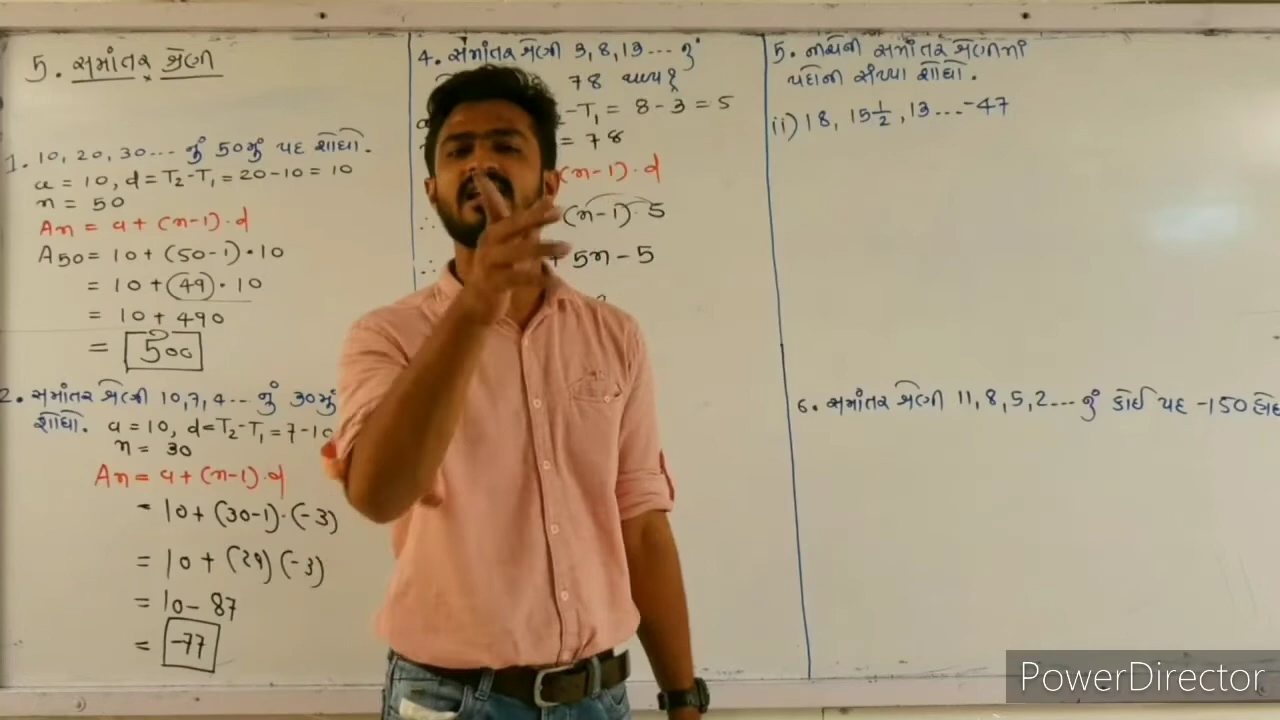 5. સમાંતર શ્રેણી
1. 10, 20, 30... નું 50મું પદ શોધો.
a = 10, d = T₂-T₁ = 20-10 = 10
n = 50
An = a + (n-1)·d
A50 = 10 + (50-1)·10
= 10 + (49)·10
= 10 + 490
= 500
2. સમાંતર શ્રેણી 10,7,4... નું 30મું
શોધો. a = 10, d=T₂-T₁=7-10
n = 30
An = a + (n-1)·d
= 10 + (30-1)·(-3)
= 10 + (29)(-3)
= 10 - 87
= -77
4. સમાંતર શ્રેણી 3,8,13... નું
78 થાય?
-T₁ = 8-3 = 5
= 78
(n-1)·d
∴ (n-1)·5
∴ + 5n - 5
5. નીચેની સમાંતર શ્રેણીમાં
પદોની સંખ્યા શોધો.
(ii) 18, 15½, 13...-47
6. સમાંતર શ્રેણી 11,8,5,2... નું કોઈ પદ -150
PowerDirector